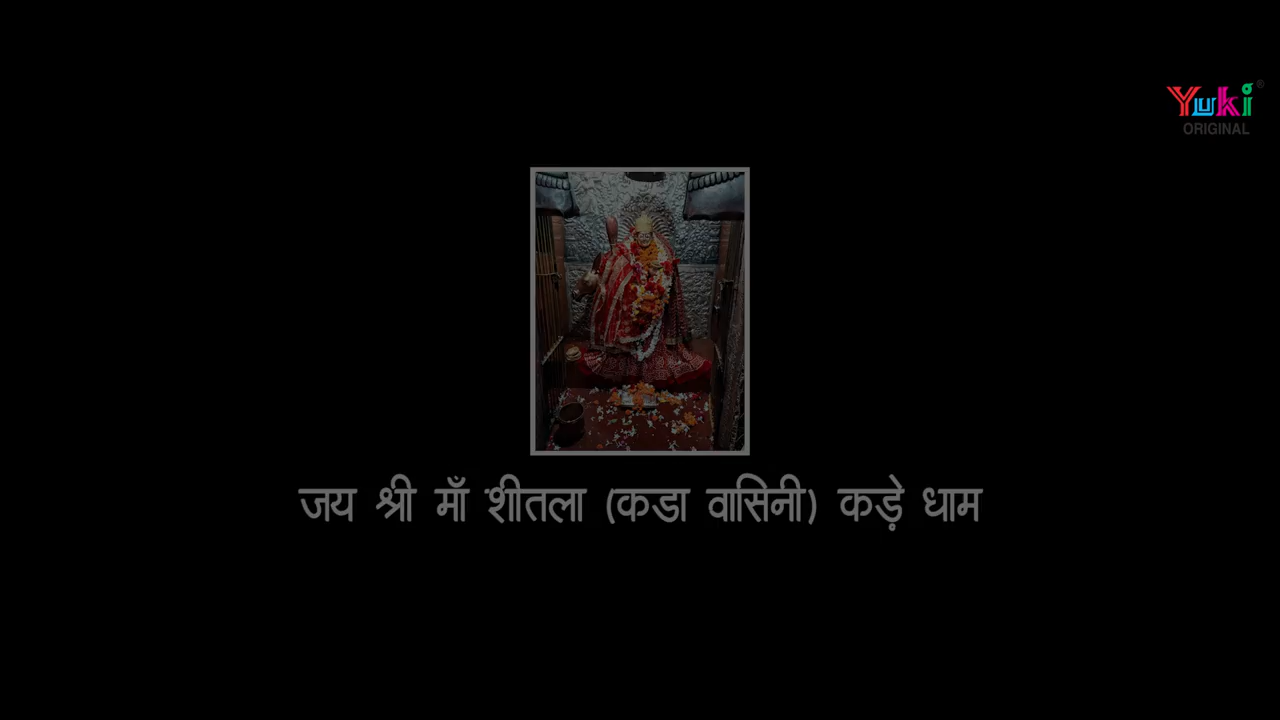 Yuki®
ORIGINAL
जय श्री माँ शीतला (कडा वासिनी) कड़े धाम